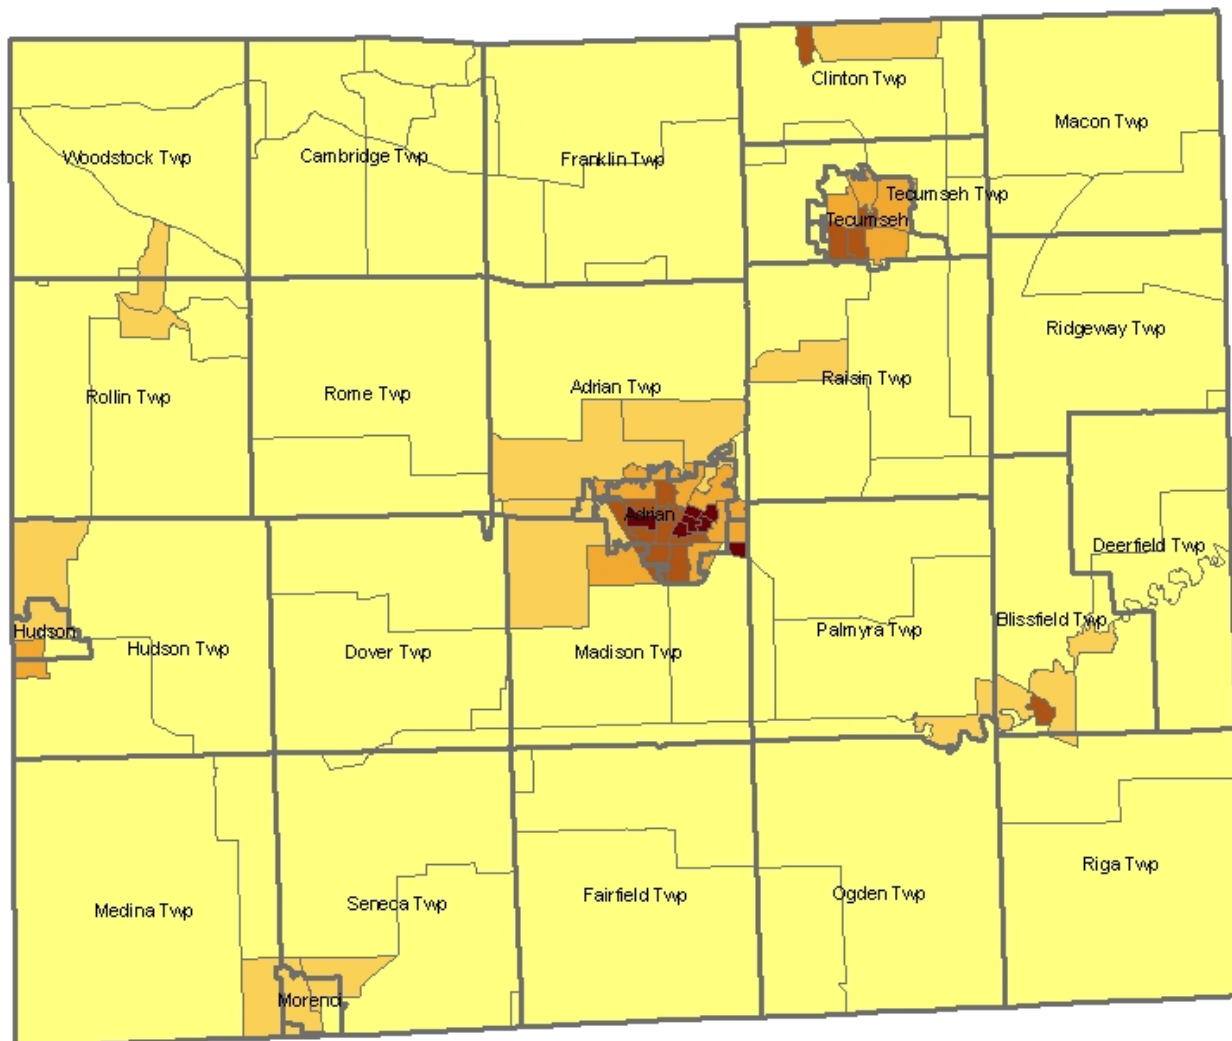 Clinton Twp
Macon Twp
Woodstock Twp
Cambridge Twp
Franklin Twp
Tecumseh Twp
Tecumseh
Ridgeway Twp
Rollin Twp
Rome Twp
Adrian Twp
Raisin Twp
Adrian
Deerfield Twp
Hudson
Hudson Twp
Dover Twp
Madison Twp
Palmyra Twp
Blissfield Twp
Medina Twp
Seneca Twp
Fairfield Twp
Ogden Twp
Riga Twp
Morenci